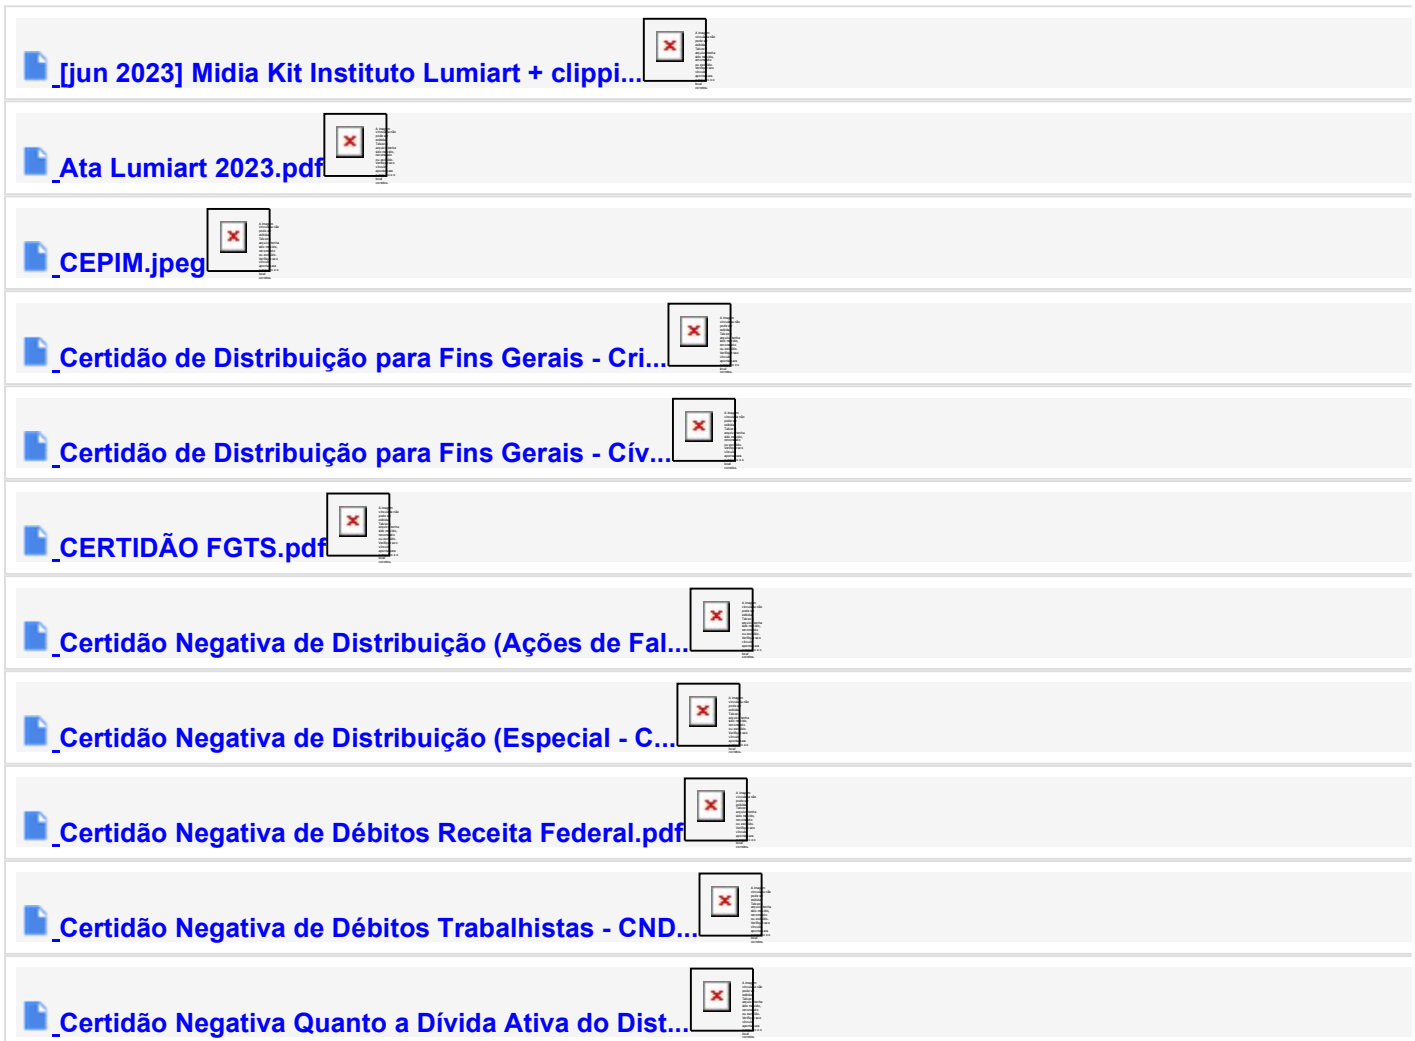 [jun 2023] Midia Kit Instituto Lumiart + clippi...
Ata Lumiart 2023.pdf
CEPIM.jpeg
Certidão de Distribuição para Fins Gerais - Cri...
Certidão de Distribuição para Fins Gerais - Cív...
CERTIDÃO FGTS.pdf
Certidão Negativa de Distribuição (Ações de Fal...
Certidão Negativa de Distribuição (Especial - C...
Certidão Negativa de Débitos Receita Federal.pdf
Certidão Negativa de Débitos Trabalhistas - CND...
Certidão Negativa Quanto a Dívida Ativa do Dist...